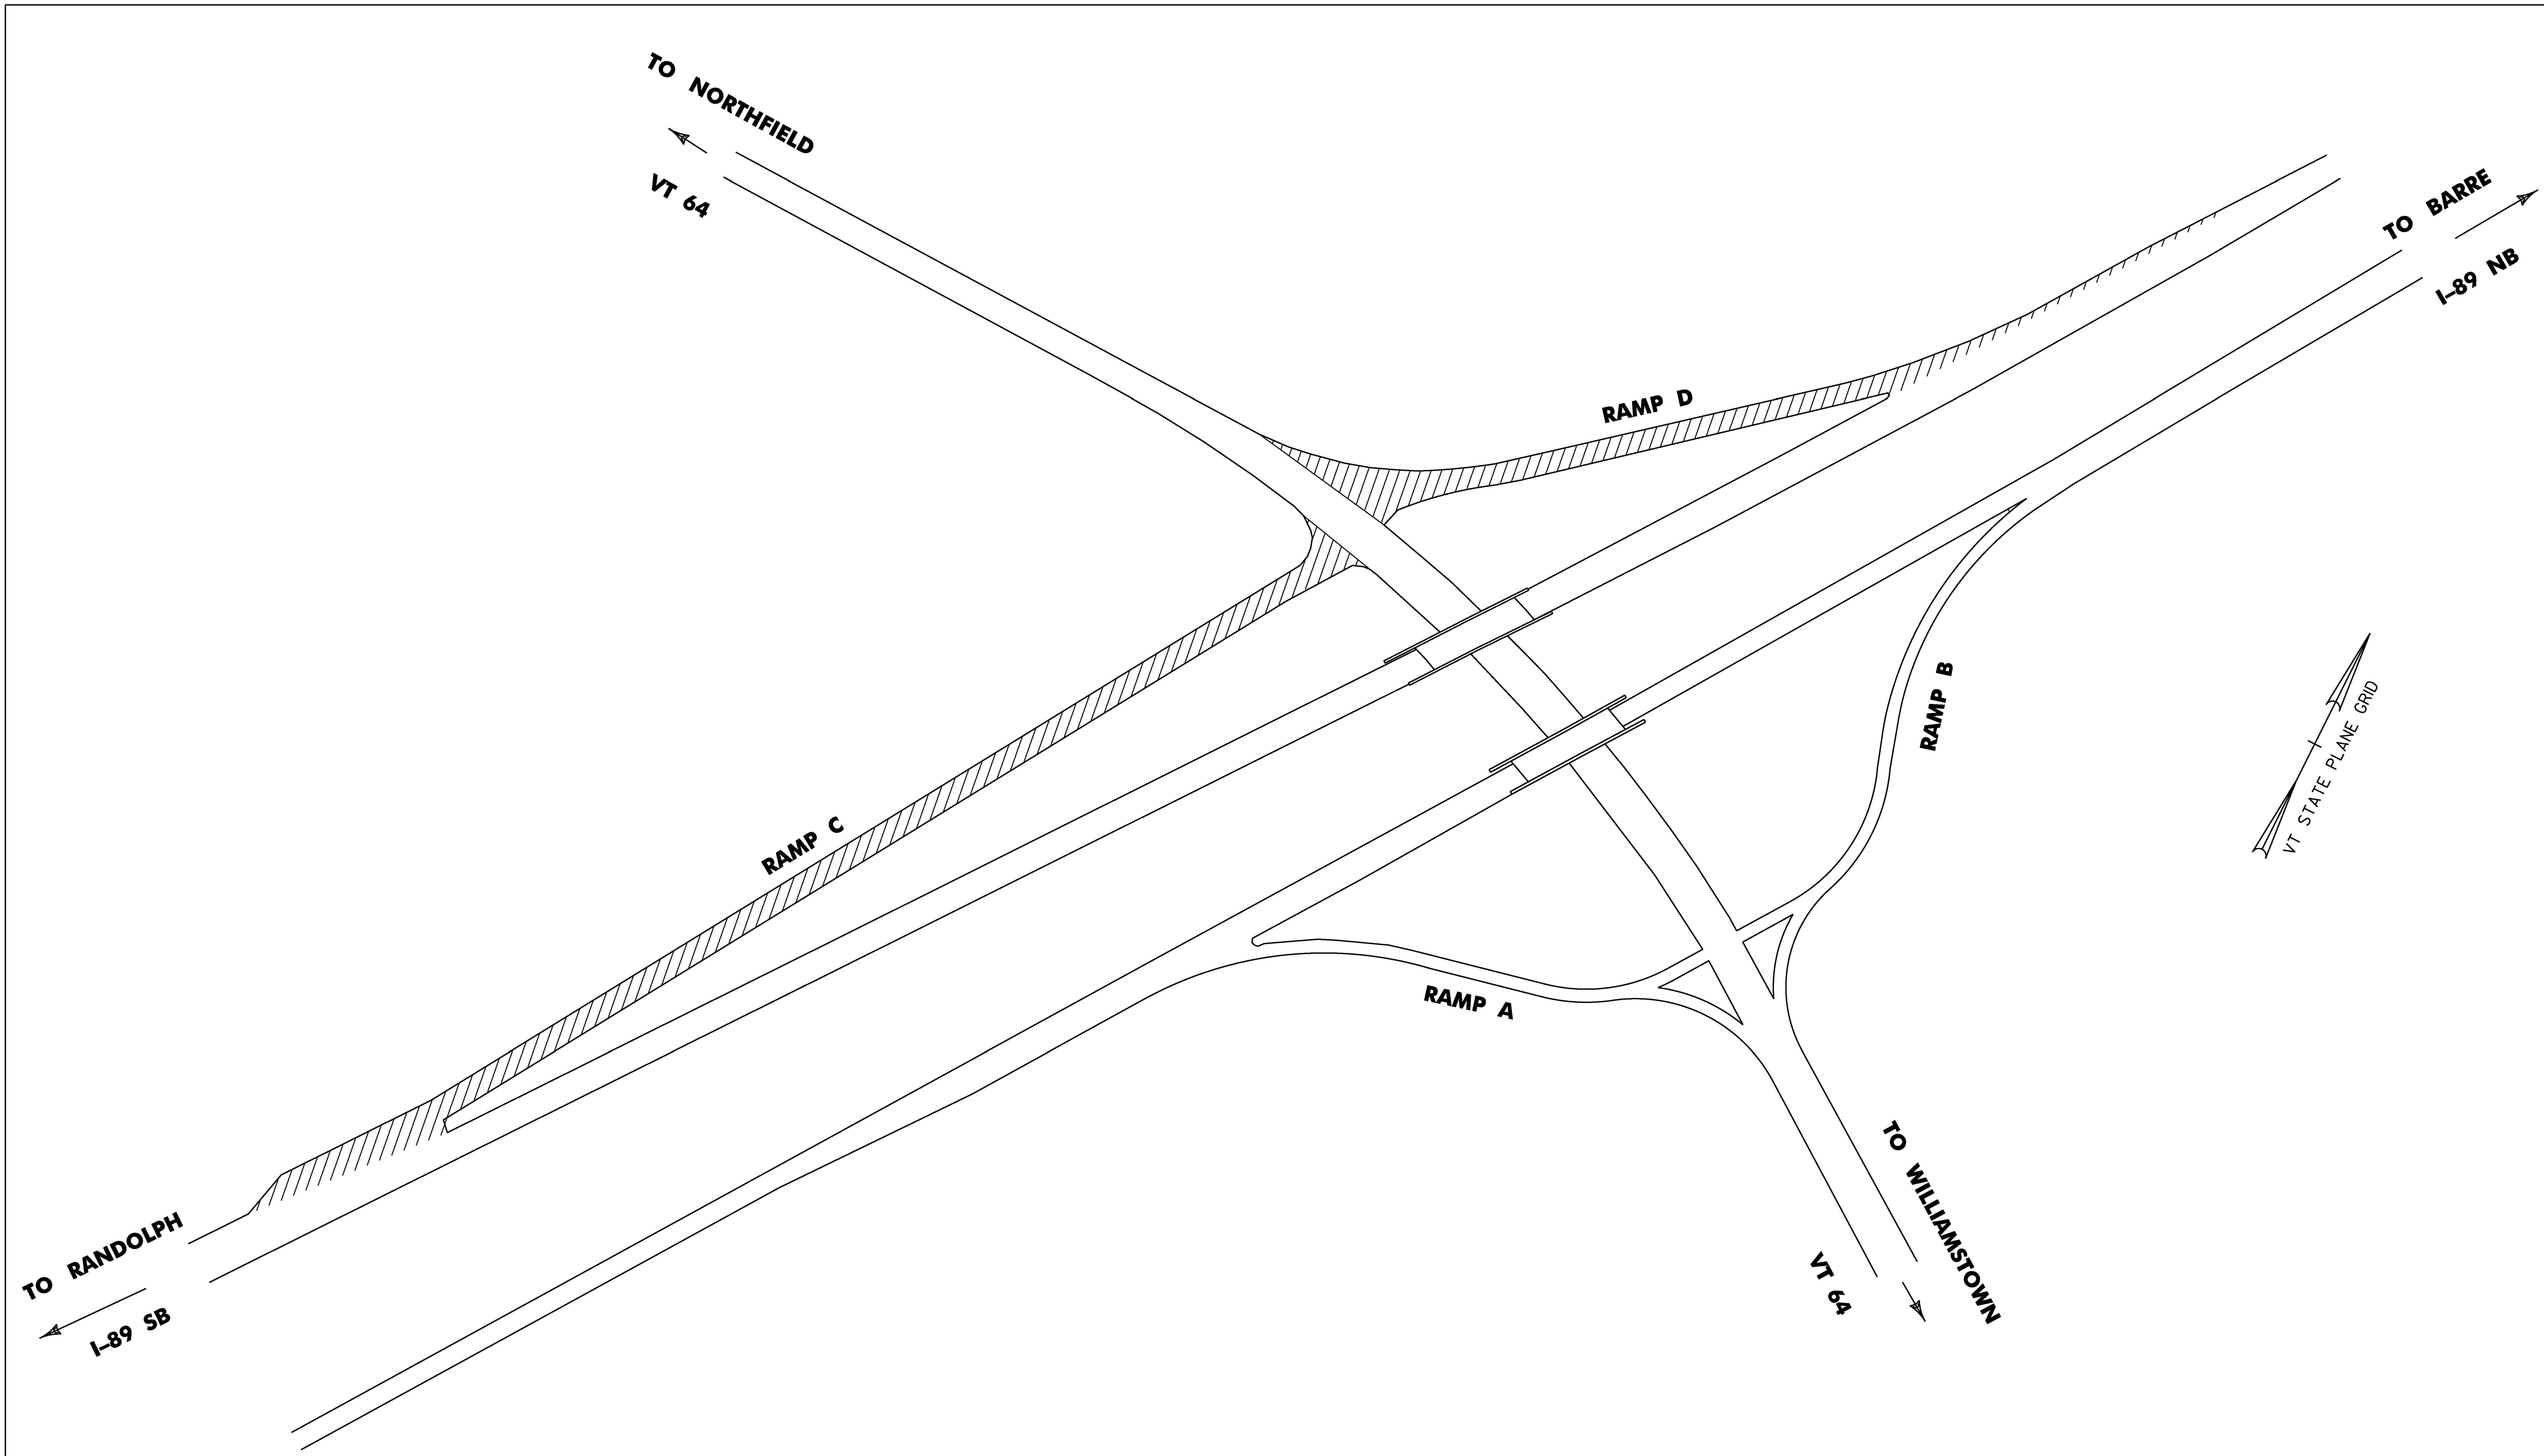 TO NORTHFIELD
VT 64
TO BARRE
I-89 NB
RAMP D
RAMP B
VT STATE PLANE GRID
RAMP C
RAMP A
TO WILLIAMSTOWN
VT 64
TO RANDOLPH
I-89 SB